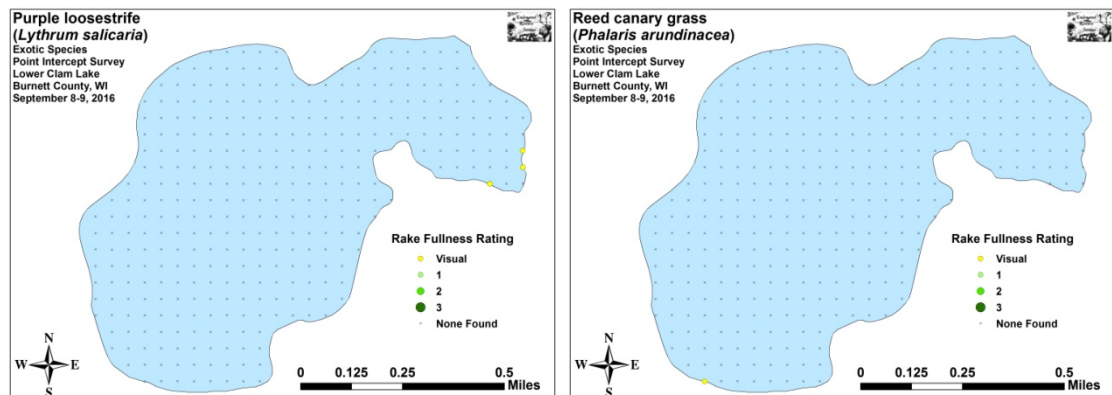 Purple loosestrife
(Lythrum salicaria)
Exotic Species
Point Intercept Survey
Lower Clam Lake
Burnett County, WI
September 8-9, 2016
Rake Fullness Rating
Visual
1
2
3
None Found
N
W E
S
0 0.125 0.25 0.5
Miles
Reed canary grass
(Phalaris arundinacea)
Exotic Species
Point Intercept Survey
Lower Clam Lake
Burnett County, WI
September 8-9, 2016
Rake Fullness Rating
Visual
1
2
3
None Found
N
W E
S
0 0.125 0.25 0.5
Miles